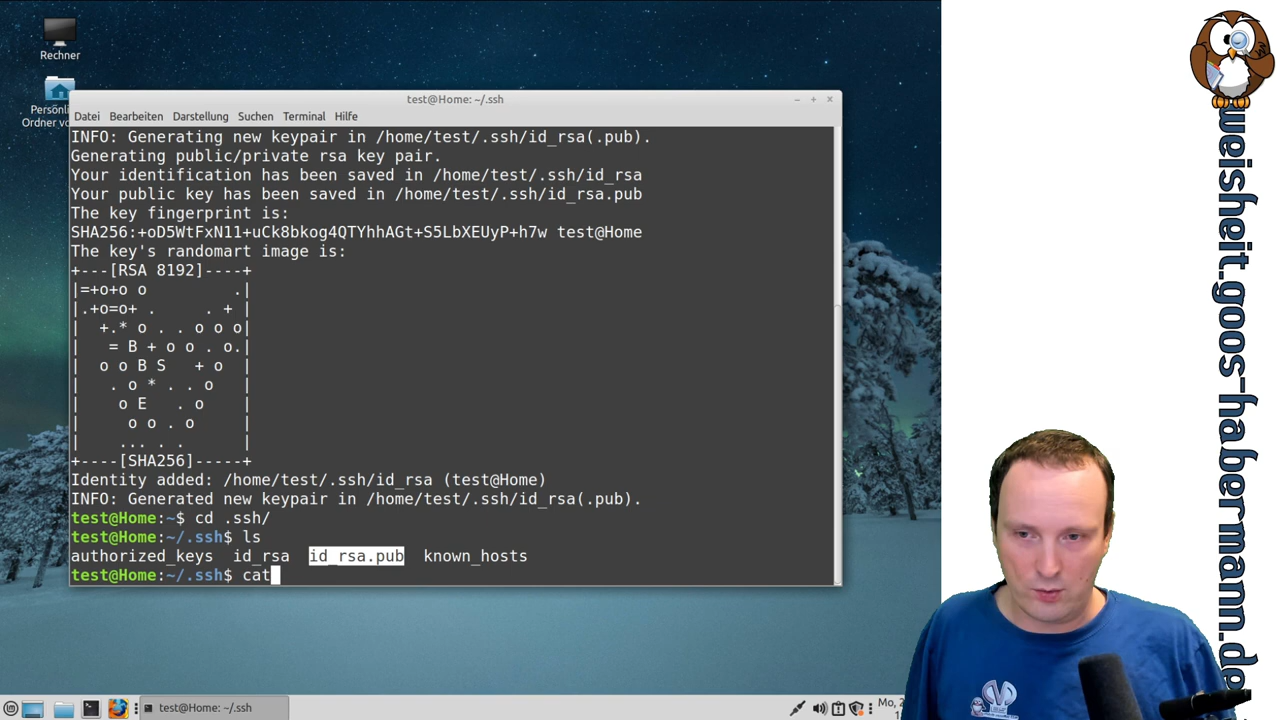 Rechner
Persönli
Ordner vo
test@Home: ~/.ssh
Datei Bearbeiten Darstellung Suchen Terminal Hilfe
INFO: Generating new keypair in /home/test/.ssh/id_rsa(.pub).
Generating public/private rsa key pair.
Your identification has been saved in /home/test/.ssh/id_rsa
Your public key has been saved in /home/test/.ssh/id_rsa.pub
The key fingerprint is:
SHA256:+oD5WtFxN11+uCk8bkog4QTYhhAGt+S5LbXEUyP+h7w test@Home
The key's randomart image is:
+---[RSA 8192]----+
|=+o+o o          .|
|.+o=o+ .      . + |
|  +.* o . . o o o|
|   = B + o o . o.|
|  o o B S   + o  |
|   . o * . . o   |
|    o E   . o    |
|     o o . o     |
|    ... . .      |
+----[SHA256]-----+
Identity added: /home/test/.ssh/id_rsa (test@Home)
INFO: Generated new keypair in /home/test/.ssh/id_rsa(.pub).
test@Home:~$ cd .ssh/
test@Home:~/.ssh$ ls
authorized_keys id_rsa id_rsa.pub known_hosts
test@Home:~/.ssh$ cat
test@Home: ~/.ssh
Mo, 2
weisheit.goos-habermann.de